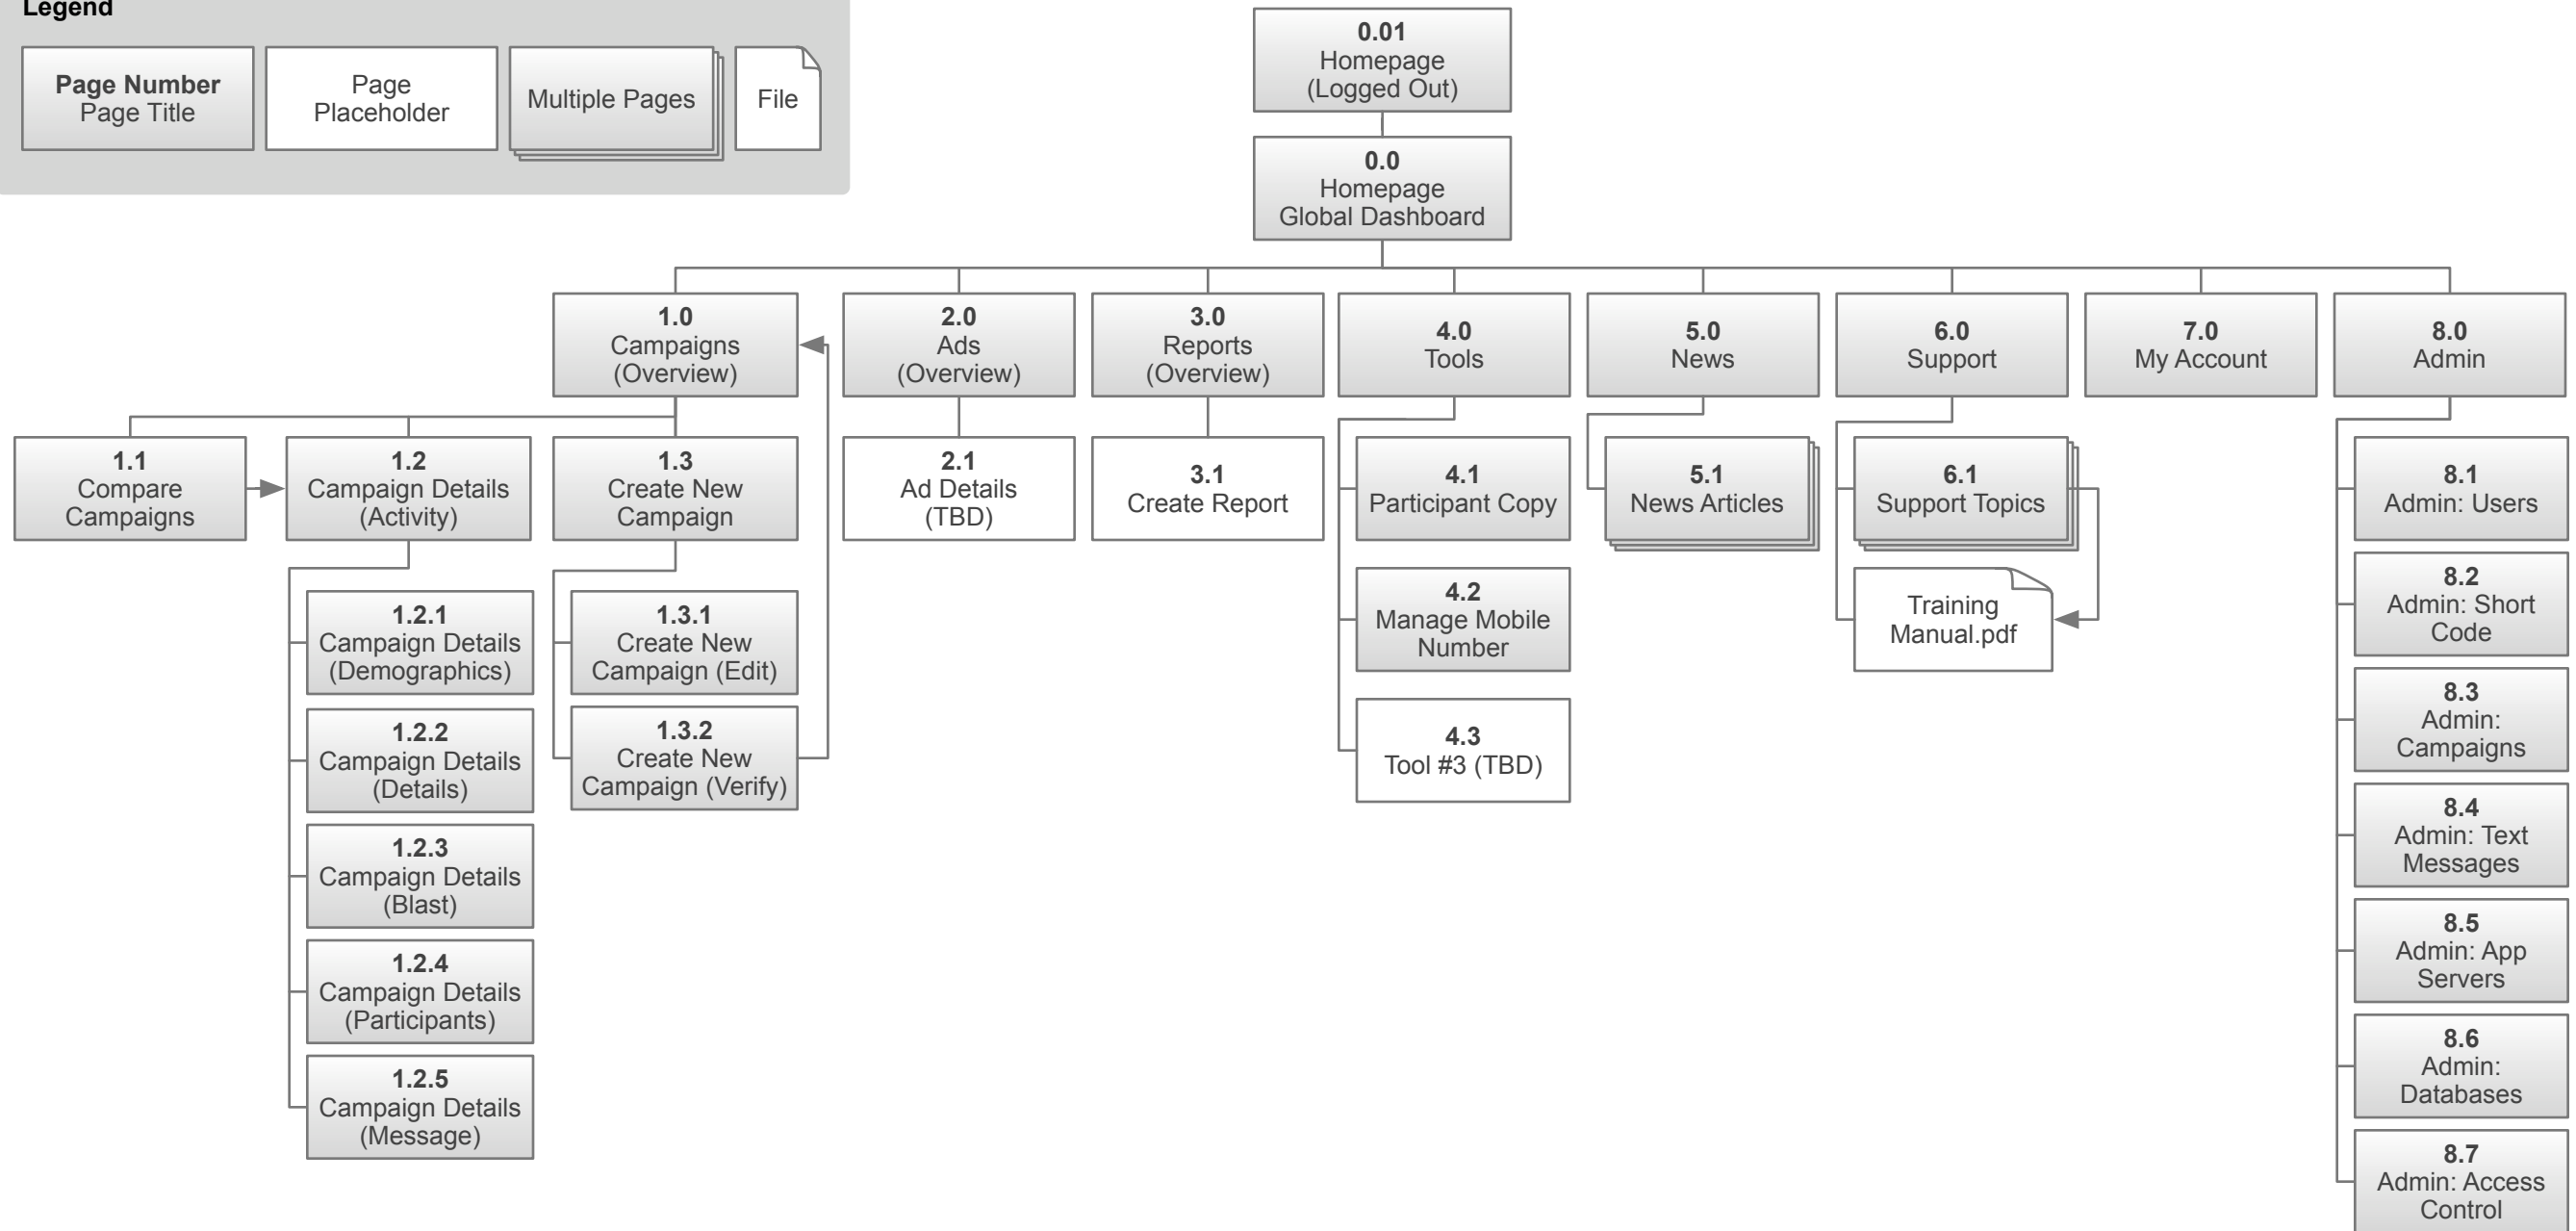 Legend
Page Number
Page Title
Page
Placeholder
Multiple Pages
File
0.01
Homepage
(Logged Out)
0.0
Homepage
Global Dashboard
1.0
Campaigns
(Overview)
2.0
Ads
(Overview)
3.0
Reports
(Overview)
4.0
Tools
5.0
News
6.0
Support
7.0
My Account
8.0
Admin
1.1
Compare
Campaigns
1.2
Campaign Details
(Activity)
1.3
Create New
Campaign
2.1
Ad Details
(TBD)
3.1
Create Report
4.1
Participant Copy
5.1
News Articles
6.1
Support Topics
8.1
Admin: Users
1.2.1
Campaign Details
(Demographics)
1.3.1
Create New
Campaign (Edit)
4.2
Manage Mobile
Number
Training
Manual.pdf
8.2
Admin: Short
Code
1.2.2
Campaign Details
(Details)
1.3.2
Create New
Campaign (Verify)
4.3
Tool #3 (TBD)
8.3
Admin:
Campaigns
1.2.3
Campaign Details
(Blast)
8.4
Admin: Text
Messages
1.2.4
Campaign Details
(Participants)
8.5
Admin: App
Servers
1.2.5
Campaign Details
(Message)
8.6
Admin:
Databases
8.7
Admin: Access
Control